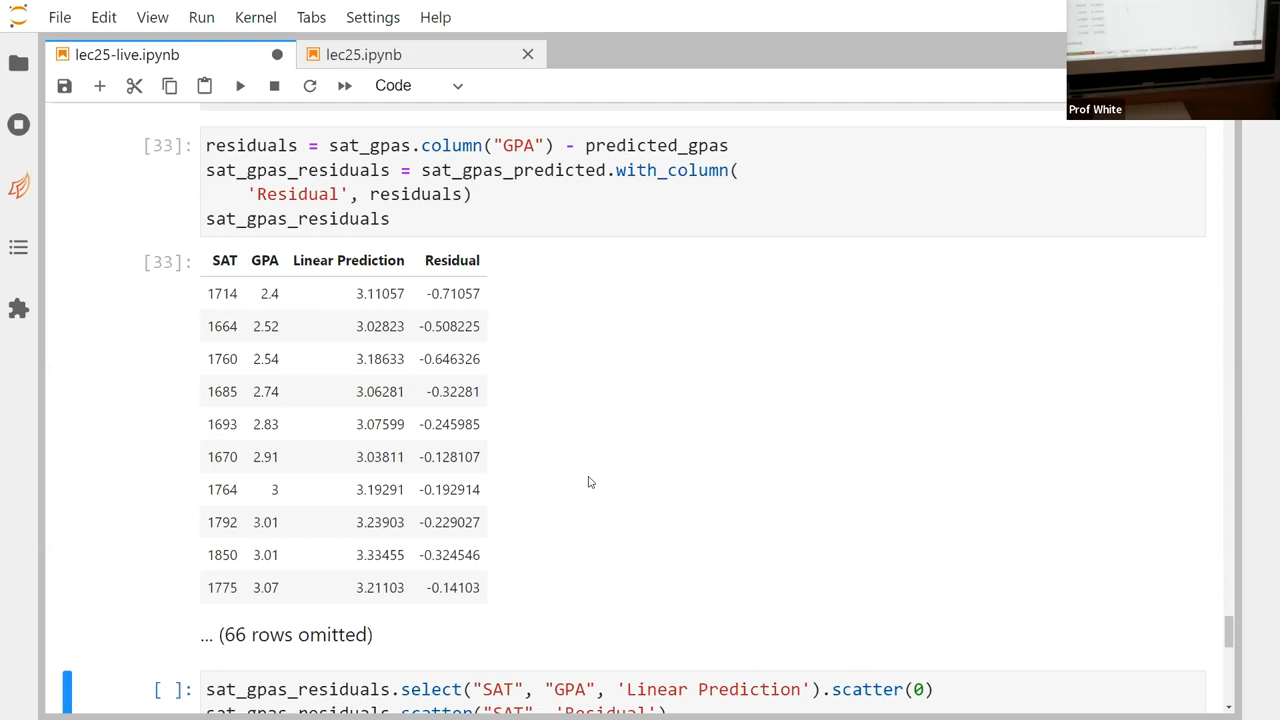 File Edit View Run Kernel Tabs Settings Help
lec25-live.ipynb lec25.ipynb
Code
Prof White
[33]: residuals = sat_gpas.column("GPA") - predicted_gpas
sat_gpas_residuals = sat_gpas_predicted.with_column(
'Residual', residuals)
sat_gpas_residuals
[33]: SAT GPA Linear Prediction Residual
1714 2.4 3.11057 -0.71057
1664 2.52 3.02823 -0.508225
1760 2.54 3.18633 -0.646326
1685 2.74 3.06281 -0.32281
1693 2.83 3.07599 -0.245985
1670 2.91 3.03811 -0.128107
1764 3 3.19291 -0.192914
1792 3.01 3.23903 -0.229027
1850 3.01 3.33455 -0.324546
1775 3.07 3.21103 -0.14103
... (66 rows omitted)
[ ]: sat_gpas_residuals.select("SAT", "GPA", 'Linear Prediction').scatter(0)
sat_gpas_residuals.scatter("SAT", 'Residual')